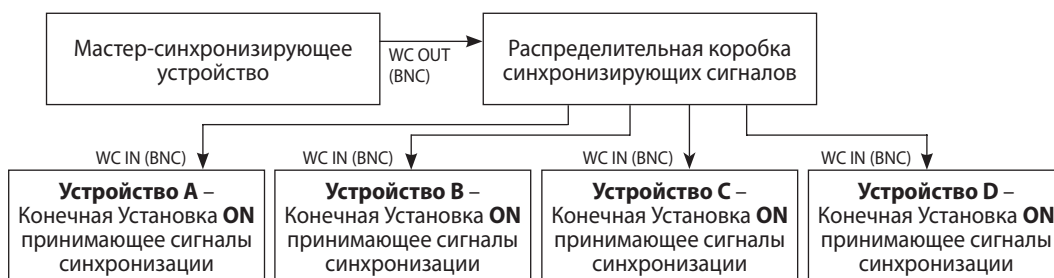 Мастер-синхронизирующее
устройство
WC OUT
(BNC)
Распределительная коробка
синхронизирующих сигналов
WC IN (BNC)
WC IN (BNC)
WC IN (BNC)
WC IN (BNC)
Устройство A –
Конечная Установка ON
принимающее сигналы
синхронизации
Устройство B –
Конечная Установка ON
принимающее сигналы
синхронизации
Устройство C –
Конечная Установка ON
принимающее сигналы
синхронизации
Устройство D –
Конечная Установка ON
принимающее сигналы
синхронизации